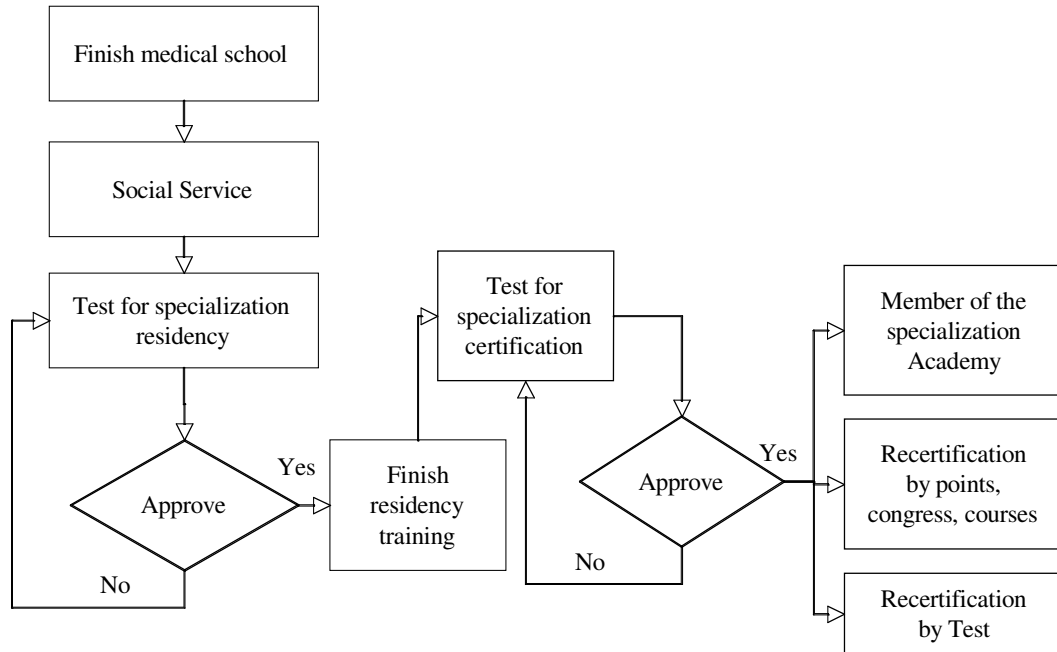 Finish medical school
Social Service
Test for specialization
residency
Approve
Yes
No
Finish
residency
training
Test for
specialization
certification
Approve
Yes
No
Member of the
specialization
Academy
Recertification
by points,
congress, courses
Recertification
by Test